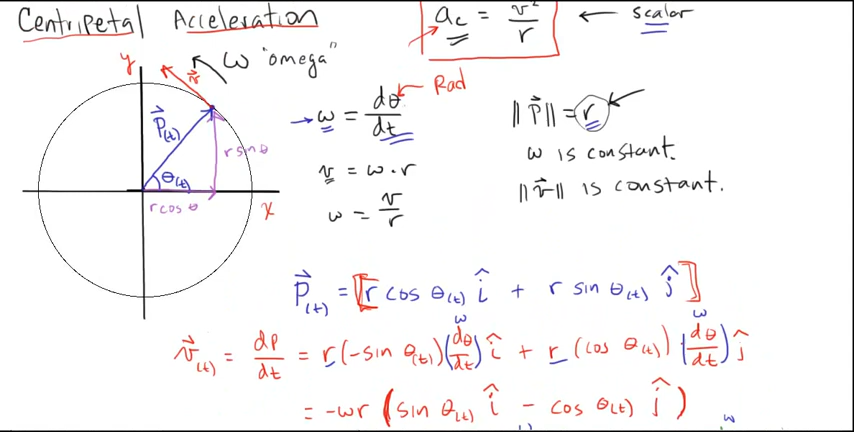 Centripetal Acceleration
a_c = v²/r ← scalar
y
ω "omega"
v⃗
P⃗(t)
r sin θ
θ(t)
r cos θ
x
→ ω = dθ/dt
Rad
v = ω · r
ω = v/r
‖P⃗‖ = r
ω is constant.
‖v⃗‖ is constant.
P⃗(t) = [r cos θ(t) î + r sin θ(t) ĵ]
ω ω
v⃗(t) = dP/dt = r(-sin θ(t)) (dθ/dt) î + r (cos θ(t)) (dθ/dt) ĵ
= -ωr (sin θ(t) î - cos θ(t) ĵ)
ω ω